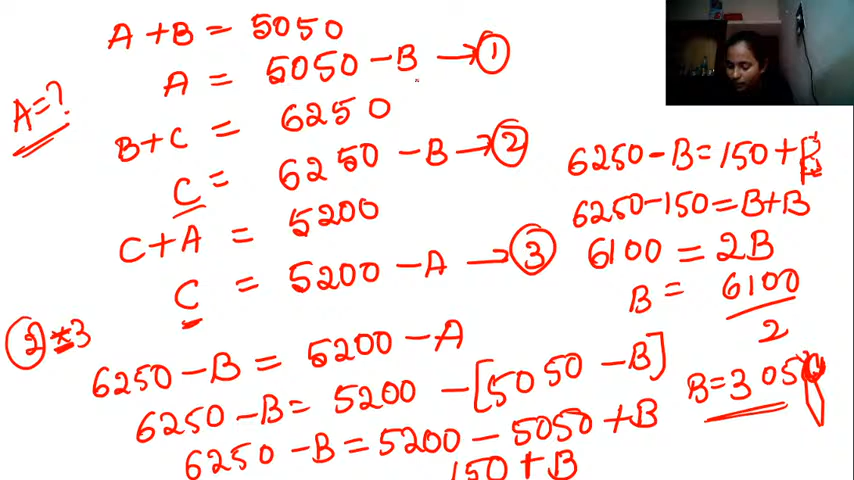 A + B = 5050
A = 5050 - B → ①
A = ?
B + C = 6250
C = 6250 - B → ②
C + A = 5200
C = 5200 - A → ③
② * 3
6250 - B = 5200 - A
6250 - B = 5200 - [5050 - B]
6250 - B = 5200 - 5050 + B
150 + B
6250 - B = 150 + B
6250 - 150 = B + B
6100 = 2B
B = 6100
2
B = 3050